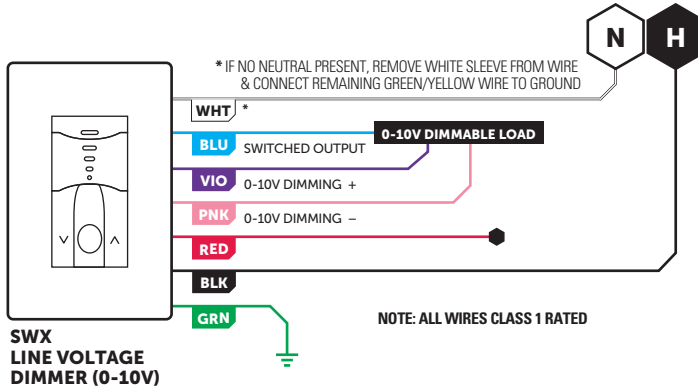 N H
* IF NO NEUTRAL PRESENT, REMOVE WHITE SLEEVE FROM WIRE
& CONNECT REMAINING GREEN/YELLOW WIRE TO GROUND
WHT *
BLU SWITCHED OUTPUT
0-10V DIMMABLE LOAD
VIO 0-10V DIMMING +
PNK 0-10V DIMMING –
RED
BLK
GRN
NOTE: ALL WIRES CLASS 1 RATED
SWX
LINE VOLTAGE
DIMMER (0-10V)